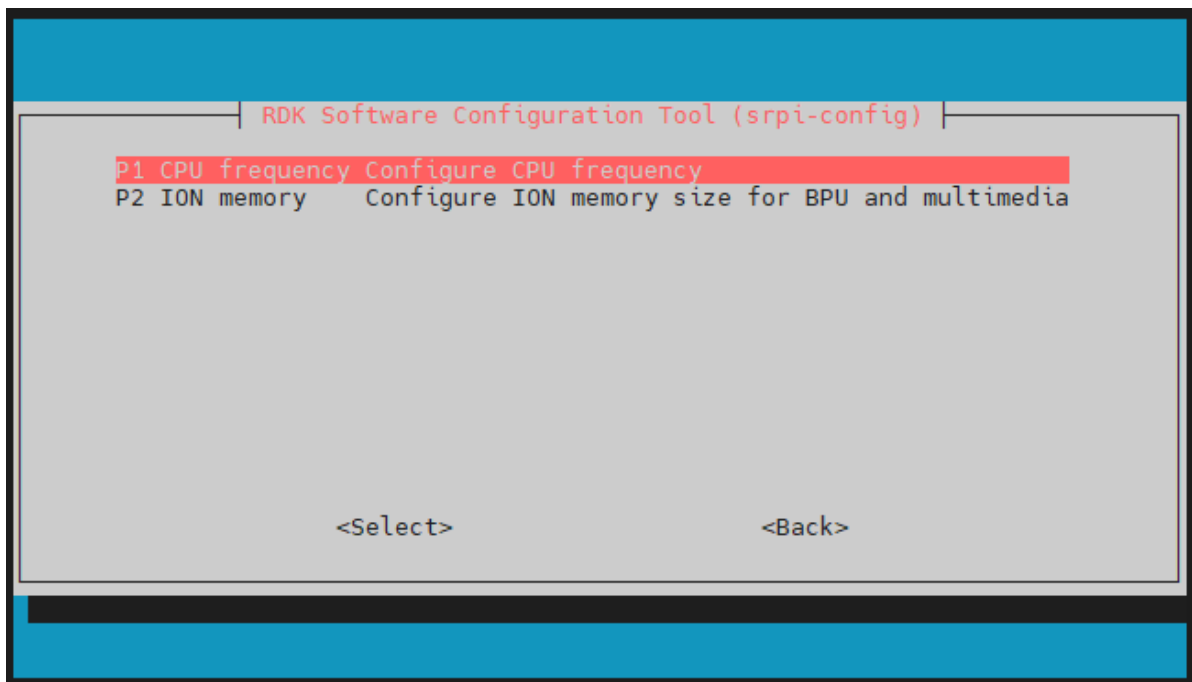 RDK Software Configuration Tool (srpi-config)
P1 CPU frequency Configure CPU frequency
P2 ION memory Configure ION memory size for BPU and multimedia
<Select> <Back>